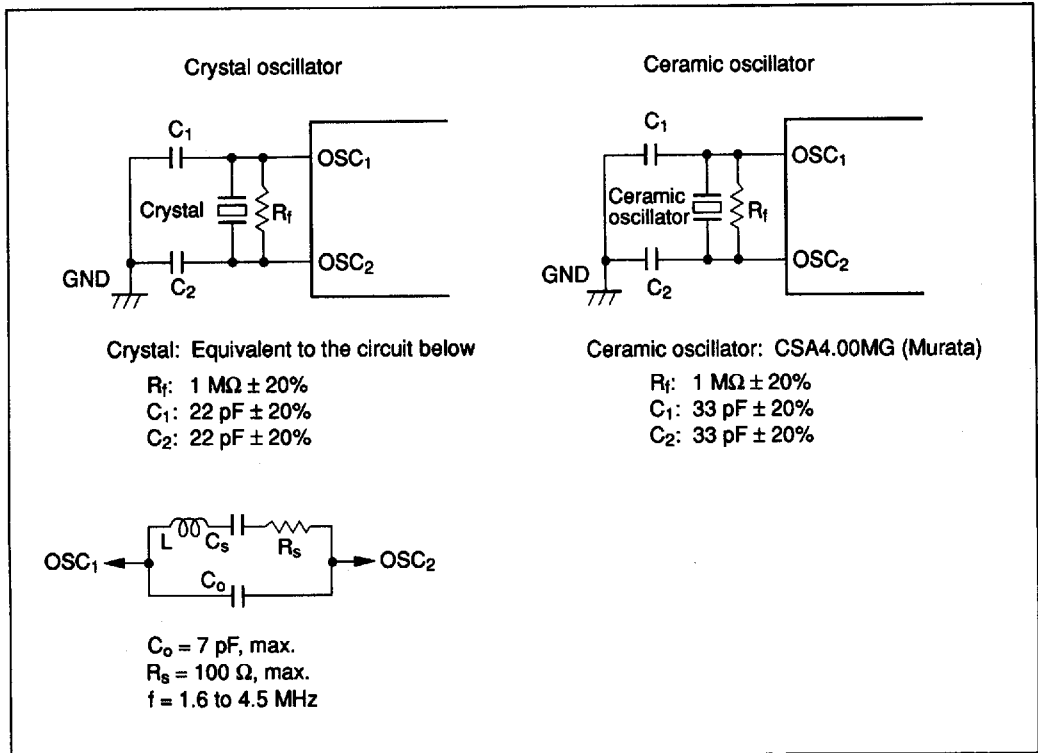 Crystal oscillator
C1
OSC1
Crystal
Rf
OSC2
GND
C2
Crystal: Equivalent to the circuit below
Rf: 1 MΩ ± 20%
C1: 22 pF ± 20%
C2: 22 pF ± 20%
L
Cs
Rs
OSC1
OSC2
Co
Co = 7 pF, max.
Rs = 100 Ω, max.
f = 1.6 to 4.5 MHz
Ceramic oscillator
C1
OSC1
Ceramic
oscillator
Rf
OSC2
GND
C2
Ceramic oscillator: CSA4.00MG (Murata)
Rf: 1 MΩ ± 20%
C1: 33 pF ± 20%
C2: 33 pF ± 20%